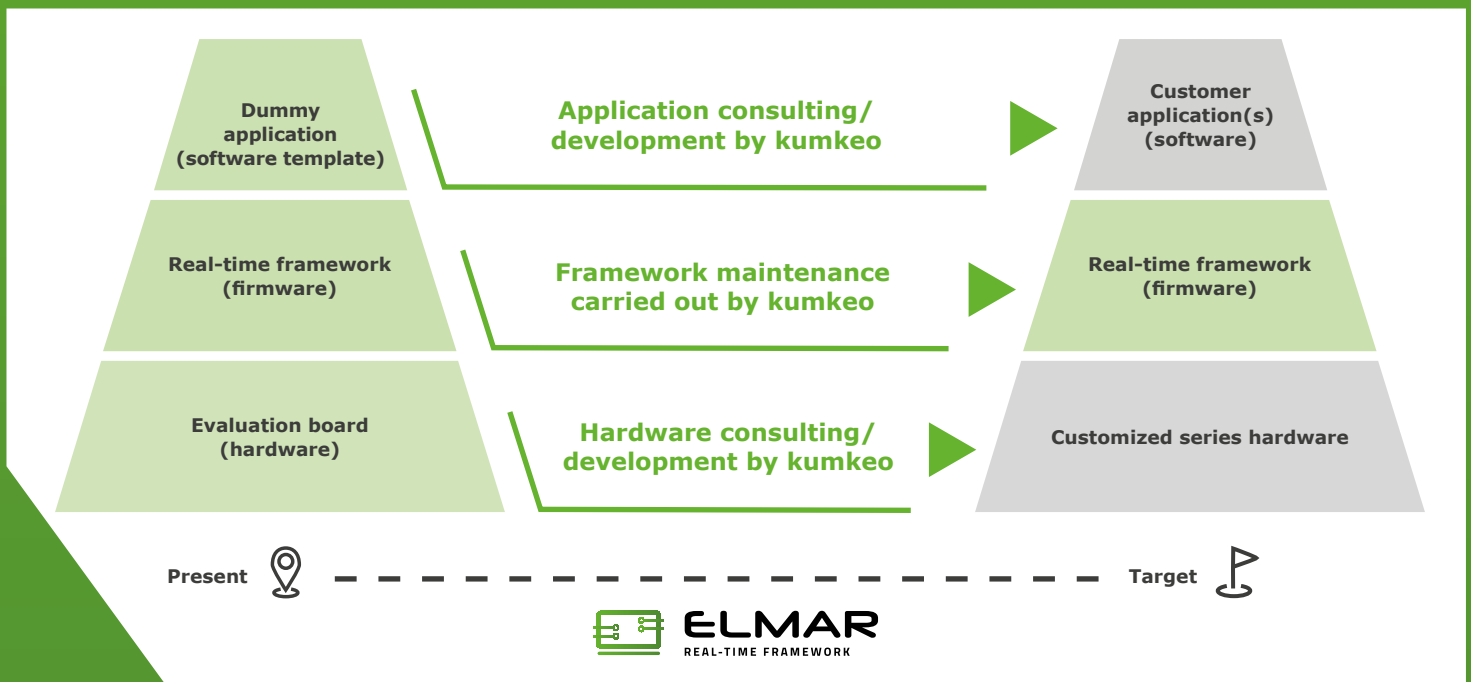 Dummy
application
(software template)
Application consulting/
development by kumkeo
Customer
application(s)
(software)
Real-time framework
(firmware)
Framework maintenance
carried out by kumkeo
Real-time framework
(firmware)
Evaluation board
(hardware)
Hardware consulting/
development by kumkeo
Customized series hardware
Present
Target
ELMAR
REAL-TIME FRAMEWORK